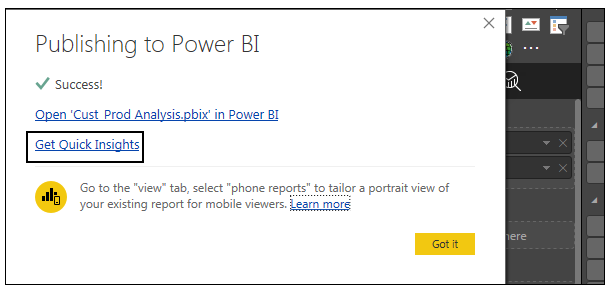 Publishing to Power BI
Success!
Open 'Cust_Prod Analysis.pbix' in Power BI
Get Quick Insights
Go to the "view" tab, select "phone reports" to tailor a portrait view of
your existing report for mobile viewers. Learn more
Got it
here